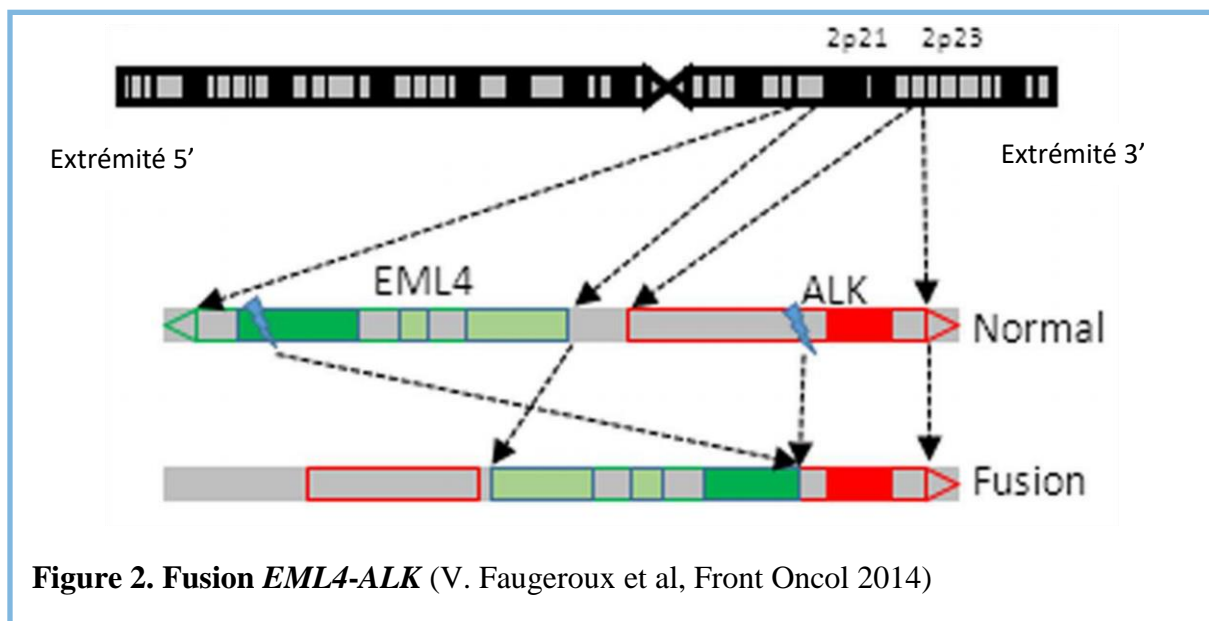 2p21 2p23
Extrémité 5’ Extrémité 3’
EML4 ALK
Normal
Fusion
Figure 2. Fusion EML4-ALK (V. Faugeroux et al, Front Oncol 2014)